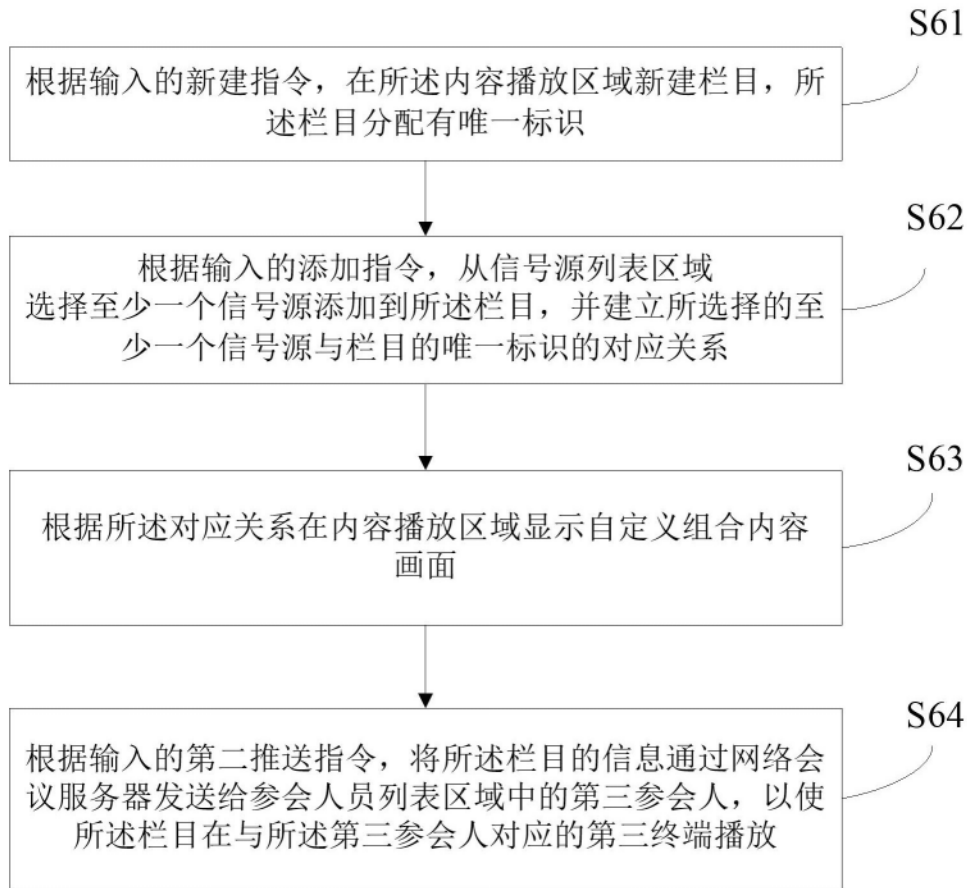 S61
根据输入的新建指令，在所述内容播放区域新建栏目，所
述栏目分配有唯一标识
S62
根据输入的添加指令，从信号源列表区域
选择至少一个信号源添加到所述栏目，并建立所选择的至
少一个信号源与栏目的唯一标识的对应关系
S63
根据所述对应关系在内容播放区域显示自定义组合内容
画面
S64
根据输入的第二推送指令，将所述栏目的信息通过网络会
议服务器发送给参会人员列表区域中的第三参会人，以使
所述栏目在与所述第三参会人对应的第三终端播放